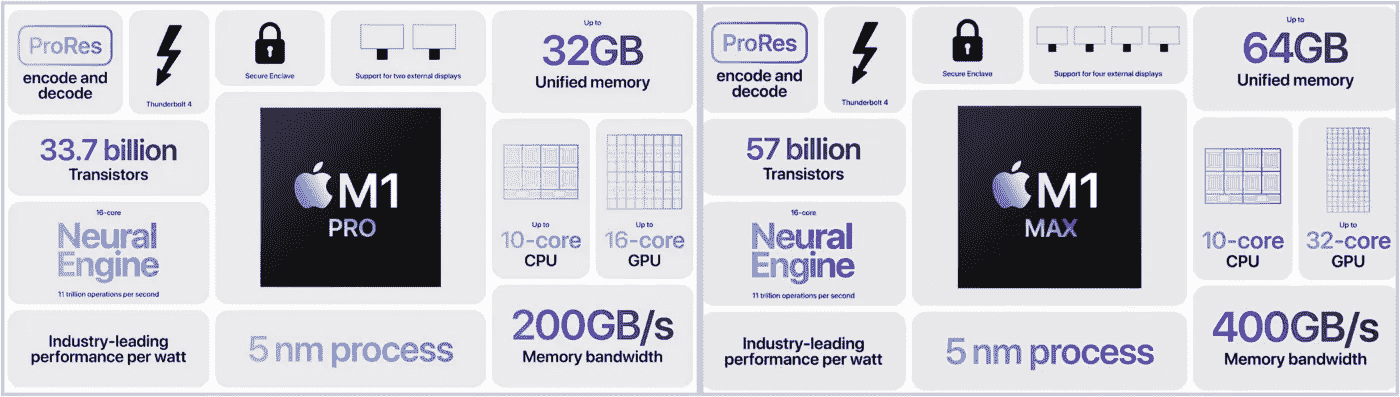 ProRes
encode and
decode
Thunderbolt 4
Secure Enclave
Support for two external displays
Up to
32GB
Unified memory
33.7 billion
Transistors
M1
PRO
Up to
10-core
CPU
Up to
16-core
GPU
16-core
Neural
Engine
11 trillion operations per second
Industry-leading
performance per watt
5 nm process
200GB/s
Memory bandwidth
ProRes
encode and
decode
Thunderbolt 4
Secure Enclave
Support for four external displays
Up to
64GB
Unified memory
57 billion
Transistors
M1
MAX
10-core
CPU
Up to
32-core
GPU
16-core
Neural
Engine
11 trillion operations per second
Industry-leading
performance per watt
5 nm process
400GB/s
Memory bandwidth